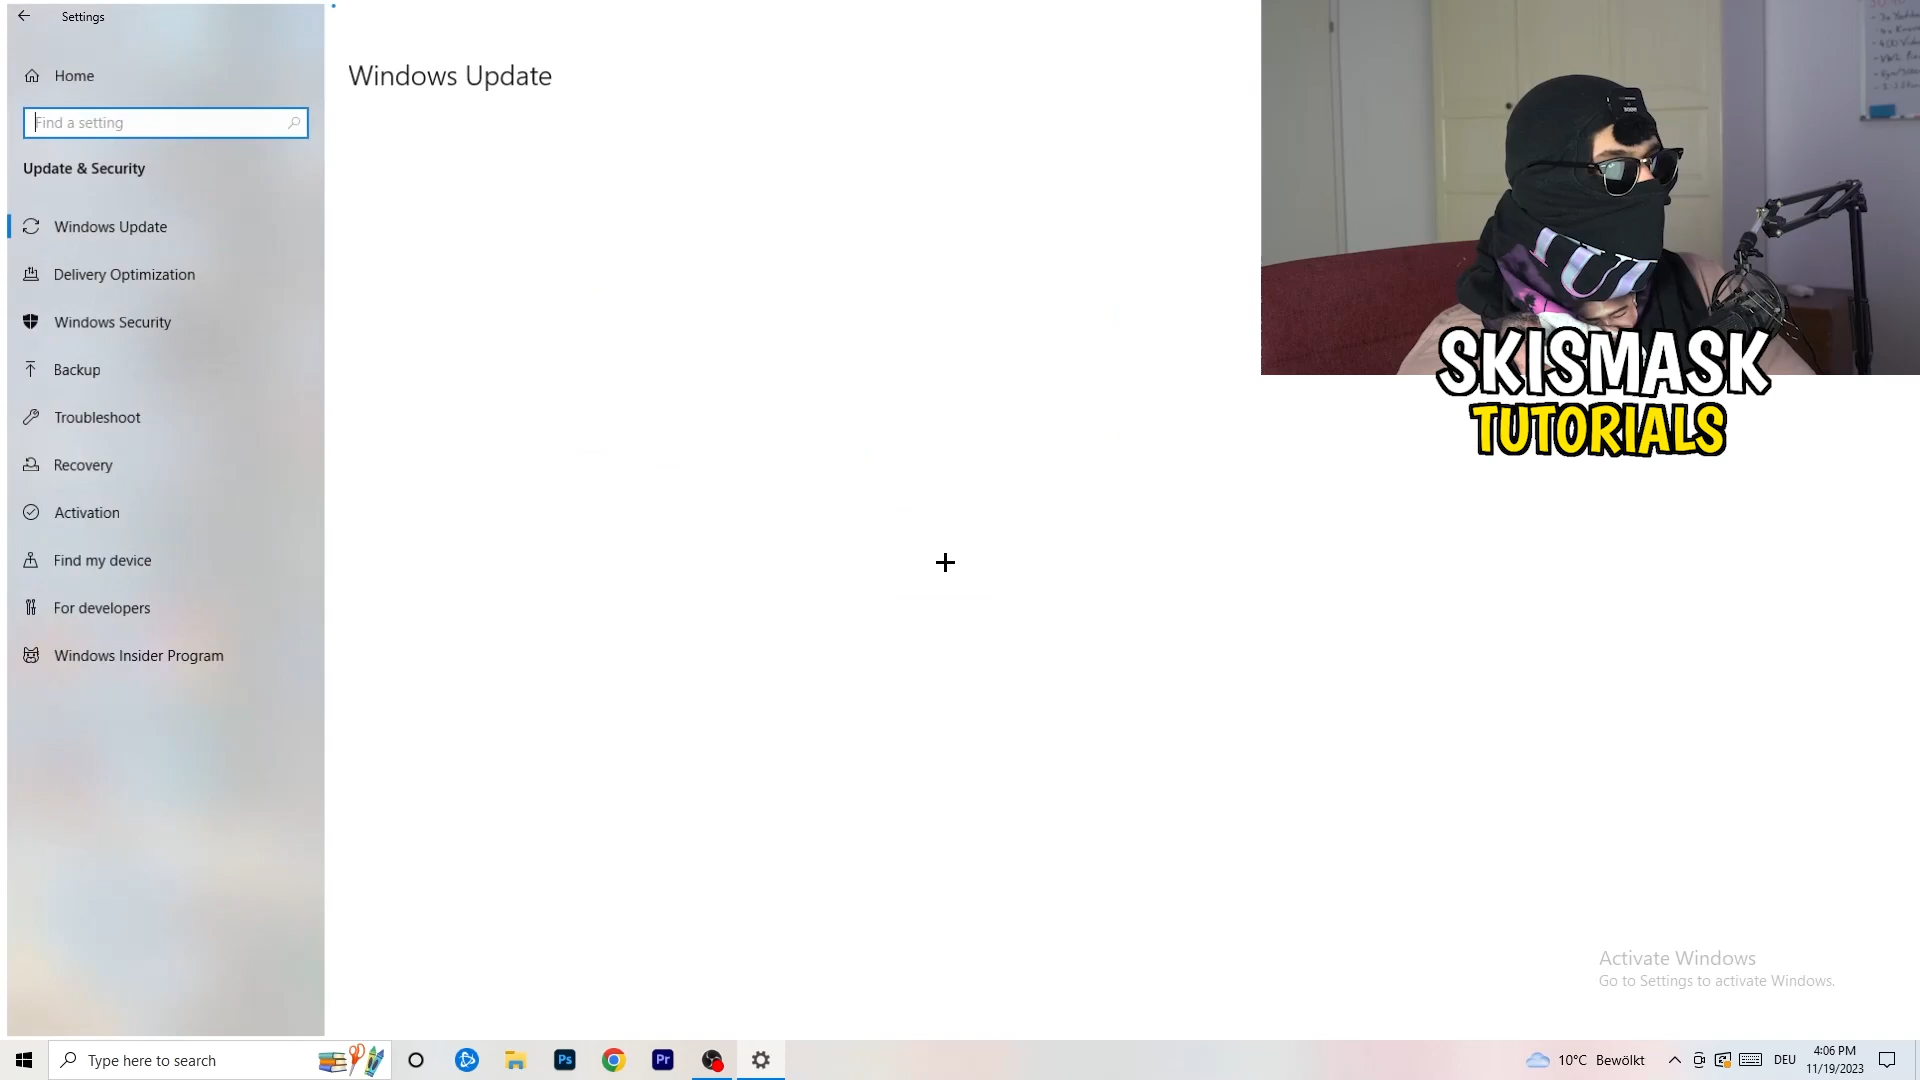 Settings
Home
Find a setting
Update & Security
Windows Update
Delivery Optimization
Windows Security
Backup
Troubleshoot
Recovery
Activation
Find my device
For developers
Windows Insider Program
Windows Update
SKISMASK
TUTORIALS
Activate Windows
Go to Settings to activate Windows.
Type here to search
Ps
Pr
10°C Bewölkt
DEU
4:06 PM
11/19/2023